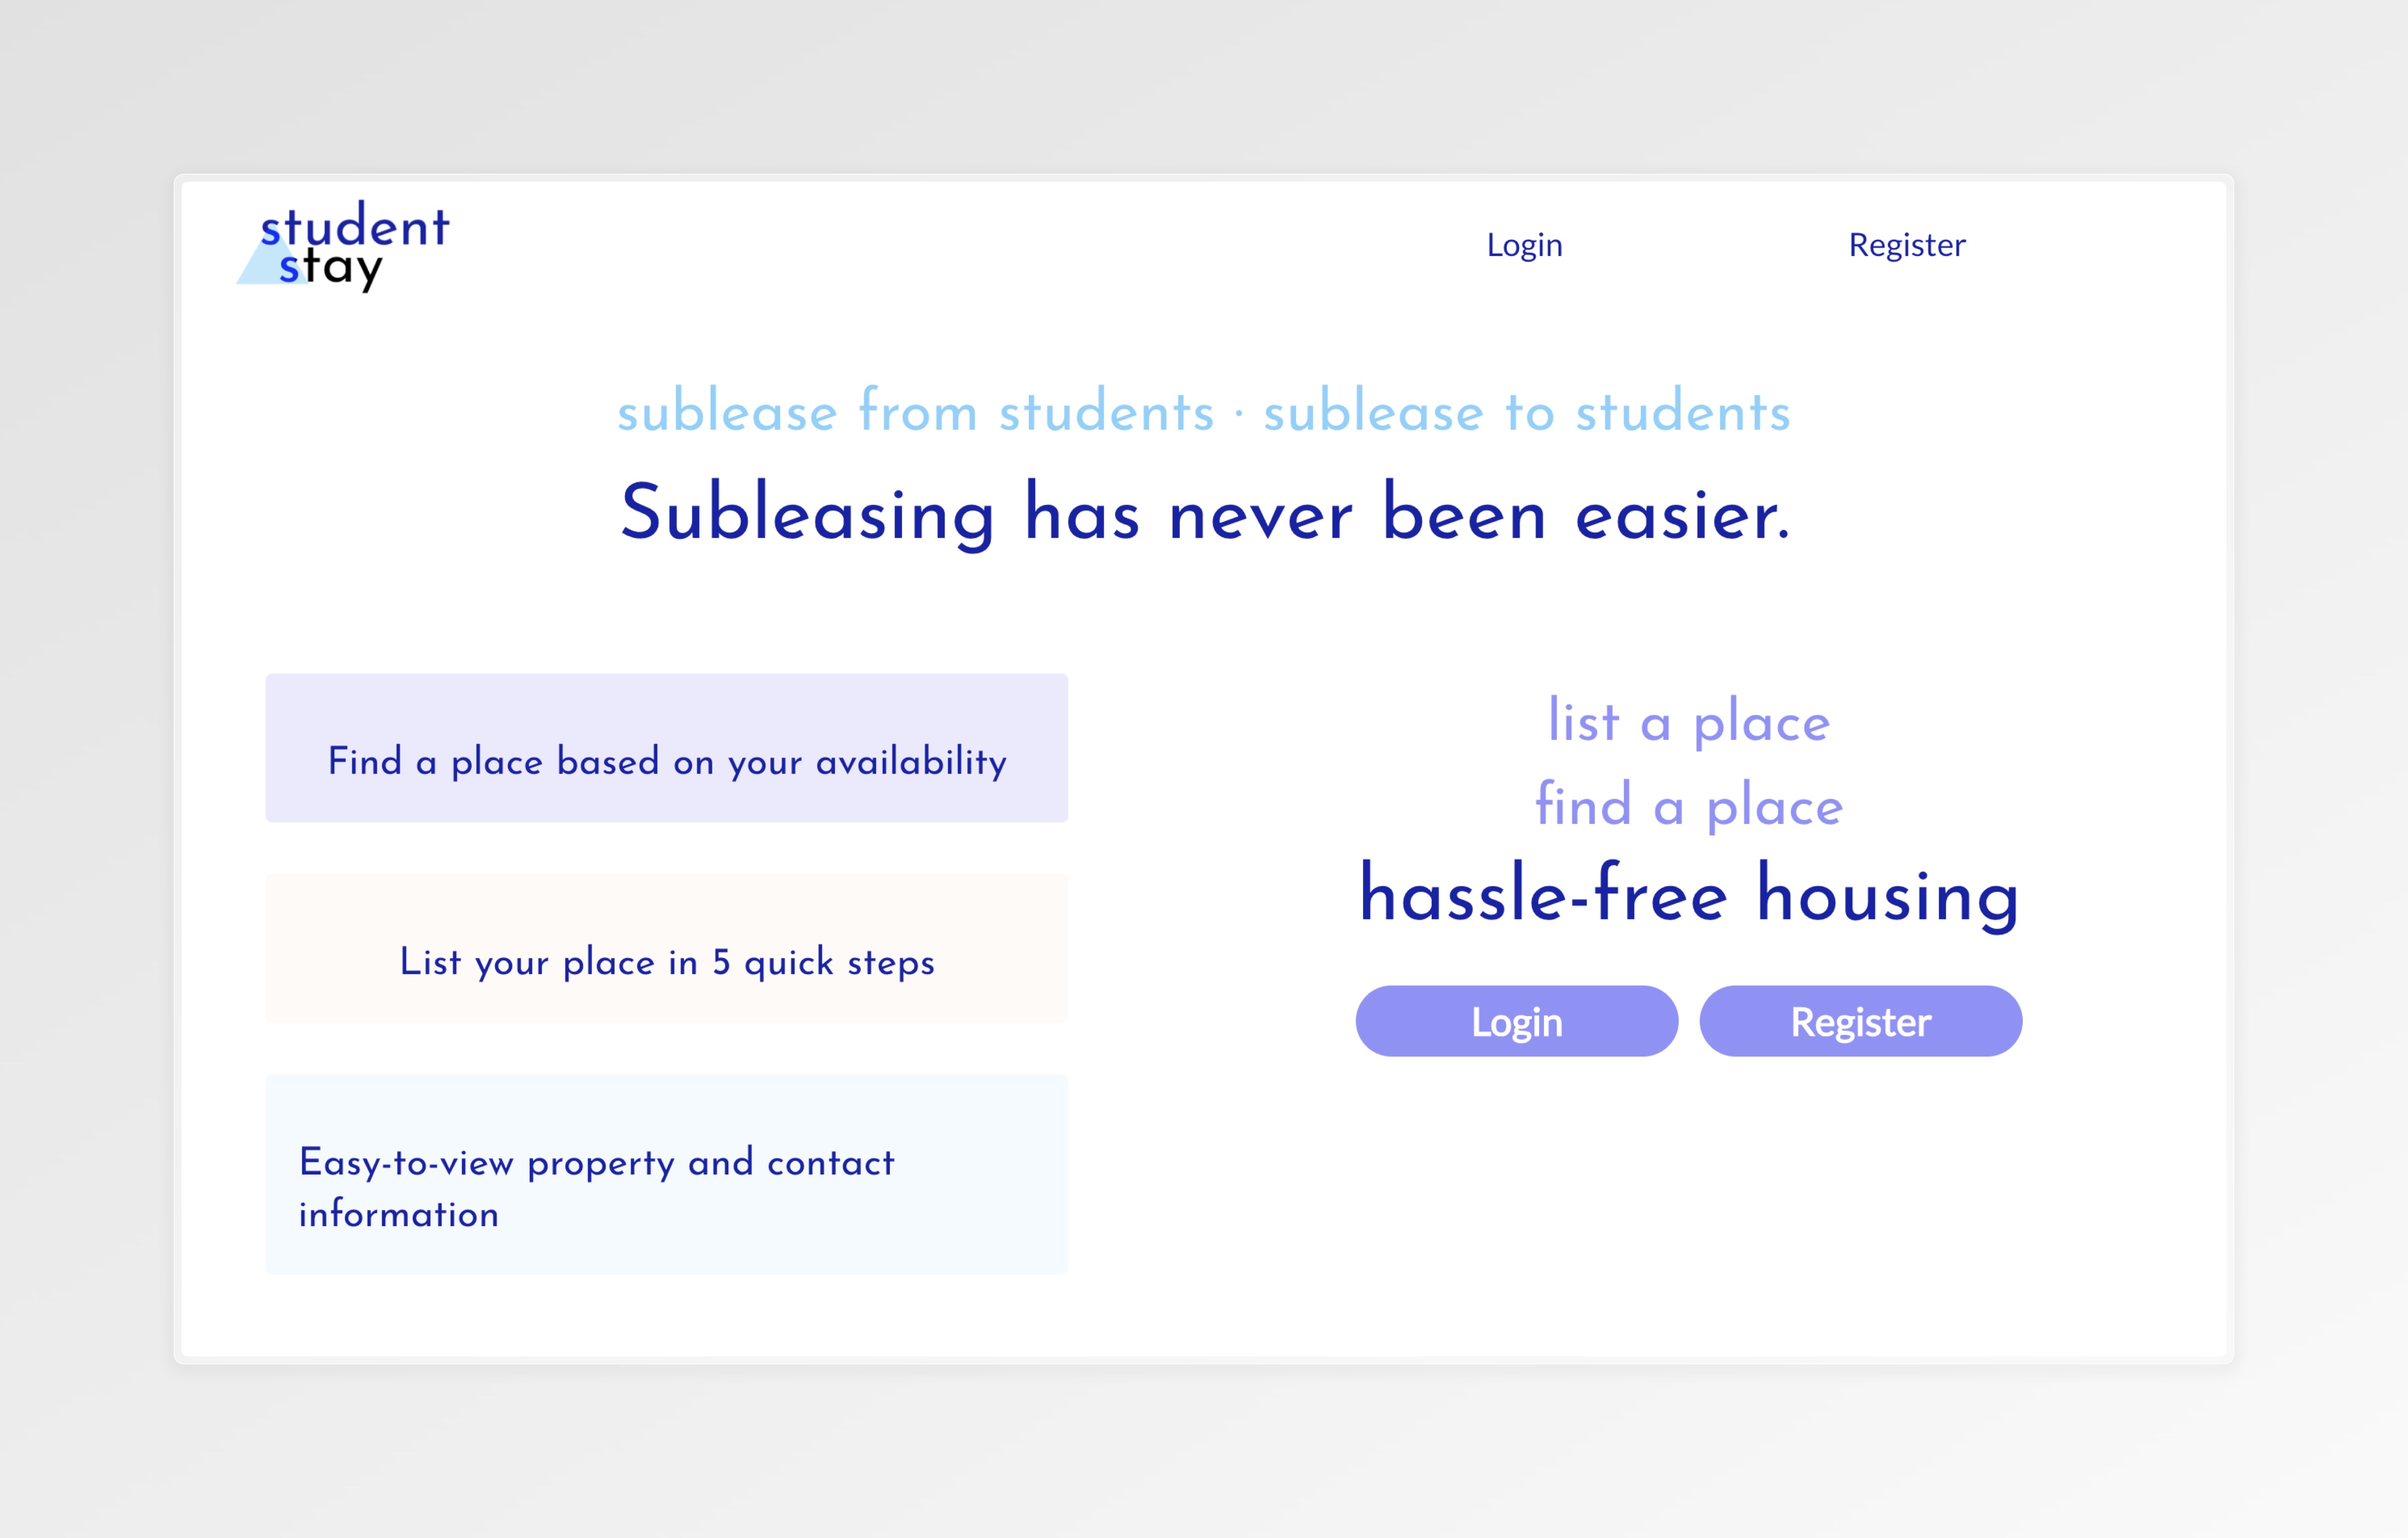 student
stay
Login
Register
sublease from students · sublease to students
Subleasing has never been easier.
Find a place based on your availability
List your place in 5 quick steps
Easy-to-view property and contact
information
list a place
find a place
hassle-free housing
Login
Register